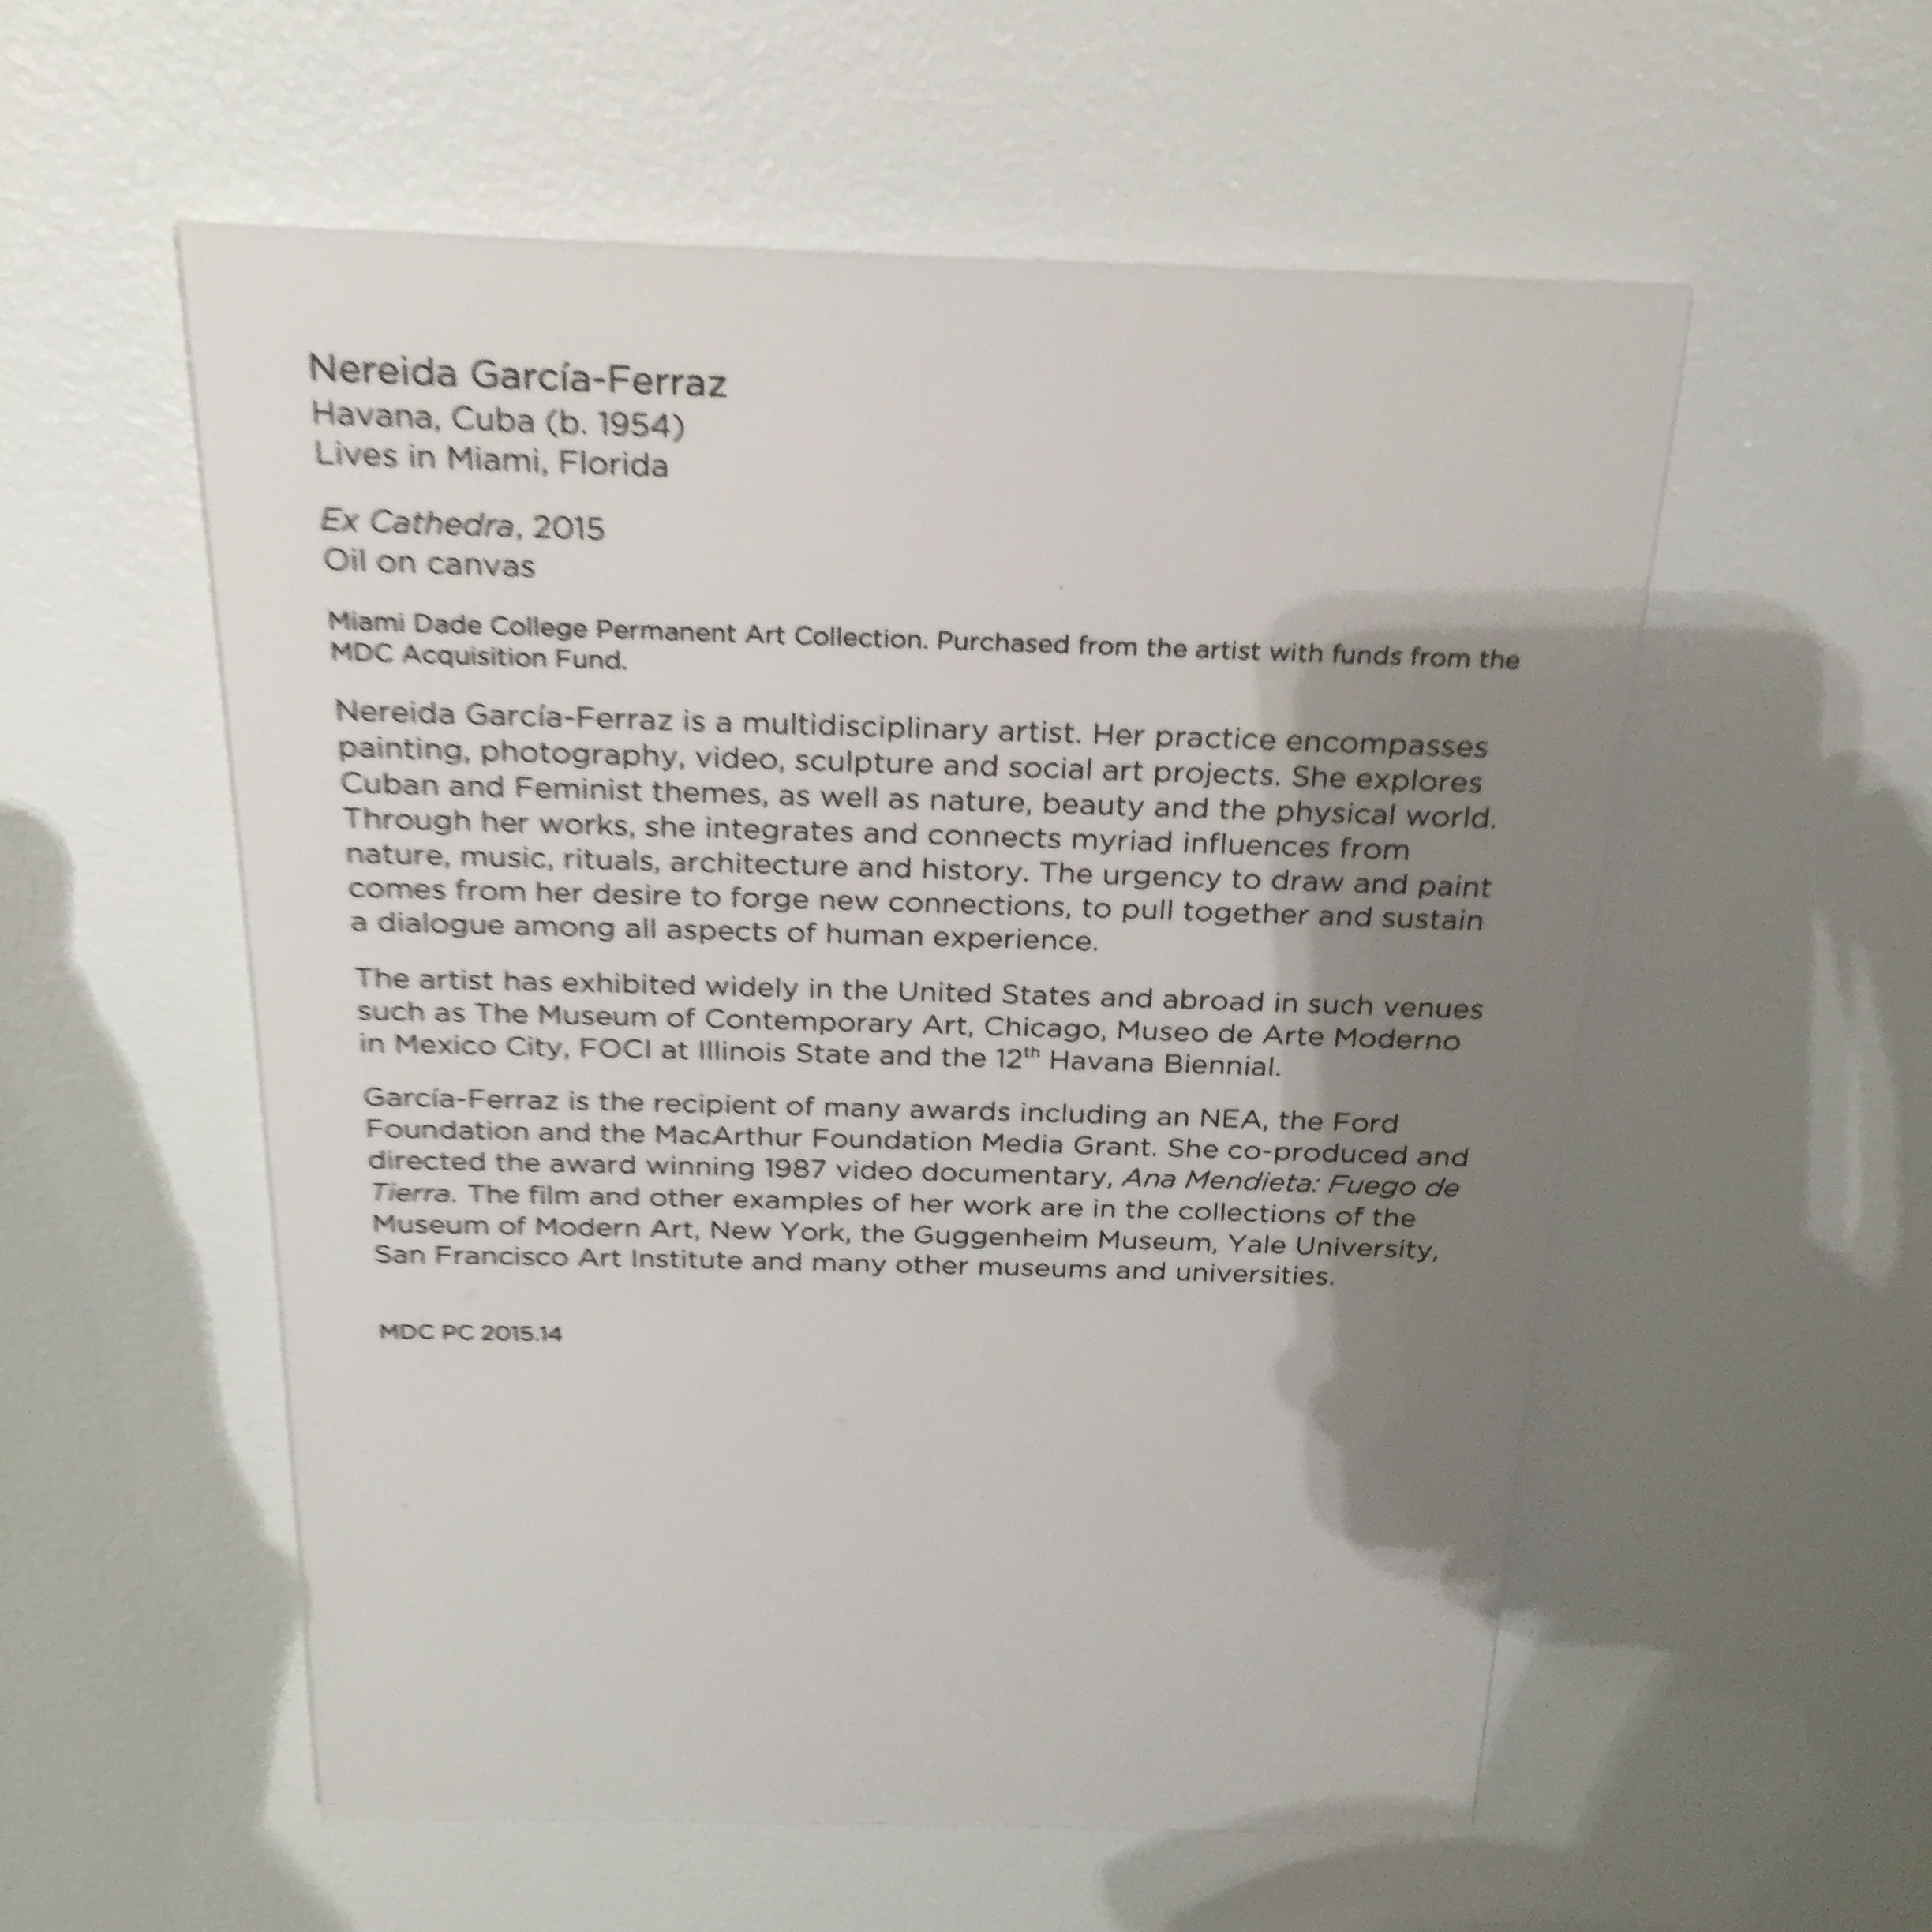 Nereida García-Ferraz
Havana, Cuba (b. 1954)
Lives in Miami, Florida
Ex Cathedra, 2015
Oil on canvas
Miami Dade College Permanent Art Collection. Purchased from the artist with funds from the
MDC Acquisition Fund.
Nereida García-Ferraz is a multidisciplinary artist. Her practice encompasses
painting, photography, video, sculpture and social art projects. She explores
Cuban and Feminist themes, as well as nature, beauty and the physical world.
Through her works, she integrates and connects myriad influences from
nature, music, rituals, architecture and history. The urgency to draw and paint
comes from her desire to forge new connections, to pull together and sustain
a dialogue among all aspects of human experience.
The artist has exhibited widely in the United States and abroad in such venues
such as The Museum of Contemporary Art, Chicago, Museo de Arte Moderno
in Mexico City, FOCI at Illinois State and the 12th Havana Biennial.
García-Ferraz is the recipient of many awards including an NEA, the Ford
Foundation and the MacArthur Foundation Media Grant. She co-produced and
directed the award winning 1987 video documentary, Ana Mendieta: Fuego de
Tierra. The film and other examples of her work are in the collections of the
Museum of Modern Art, New York, the Guggenheim Museum, Yale University,
San Francisco Art Institute and many other museums and universities.
MDC PC 2015.14